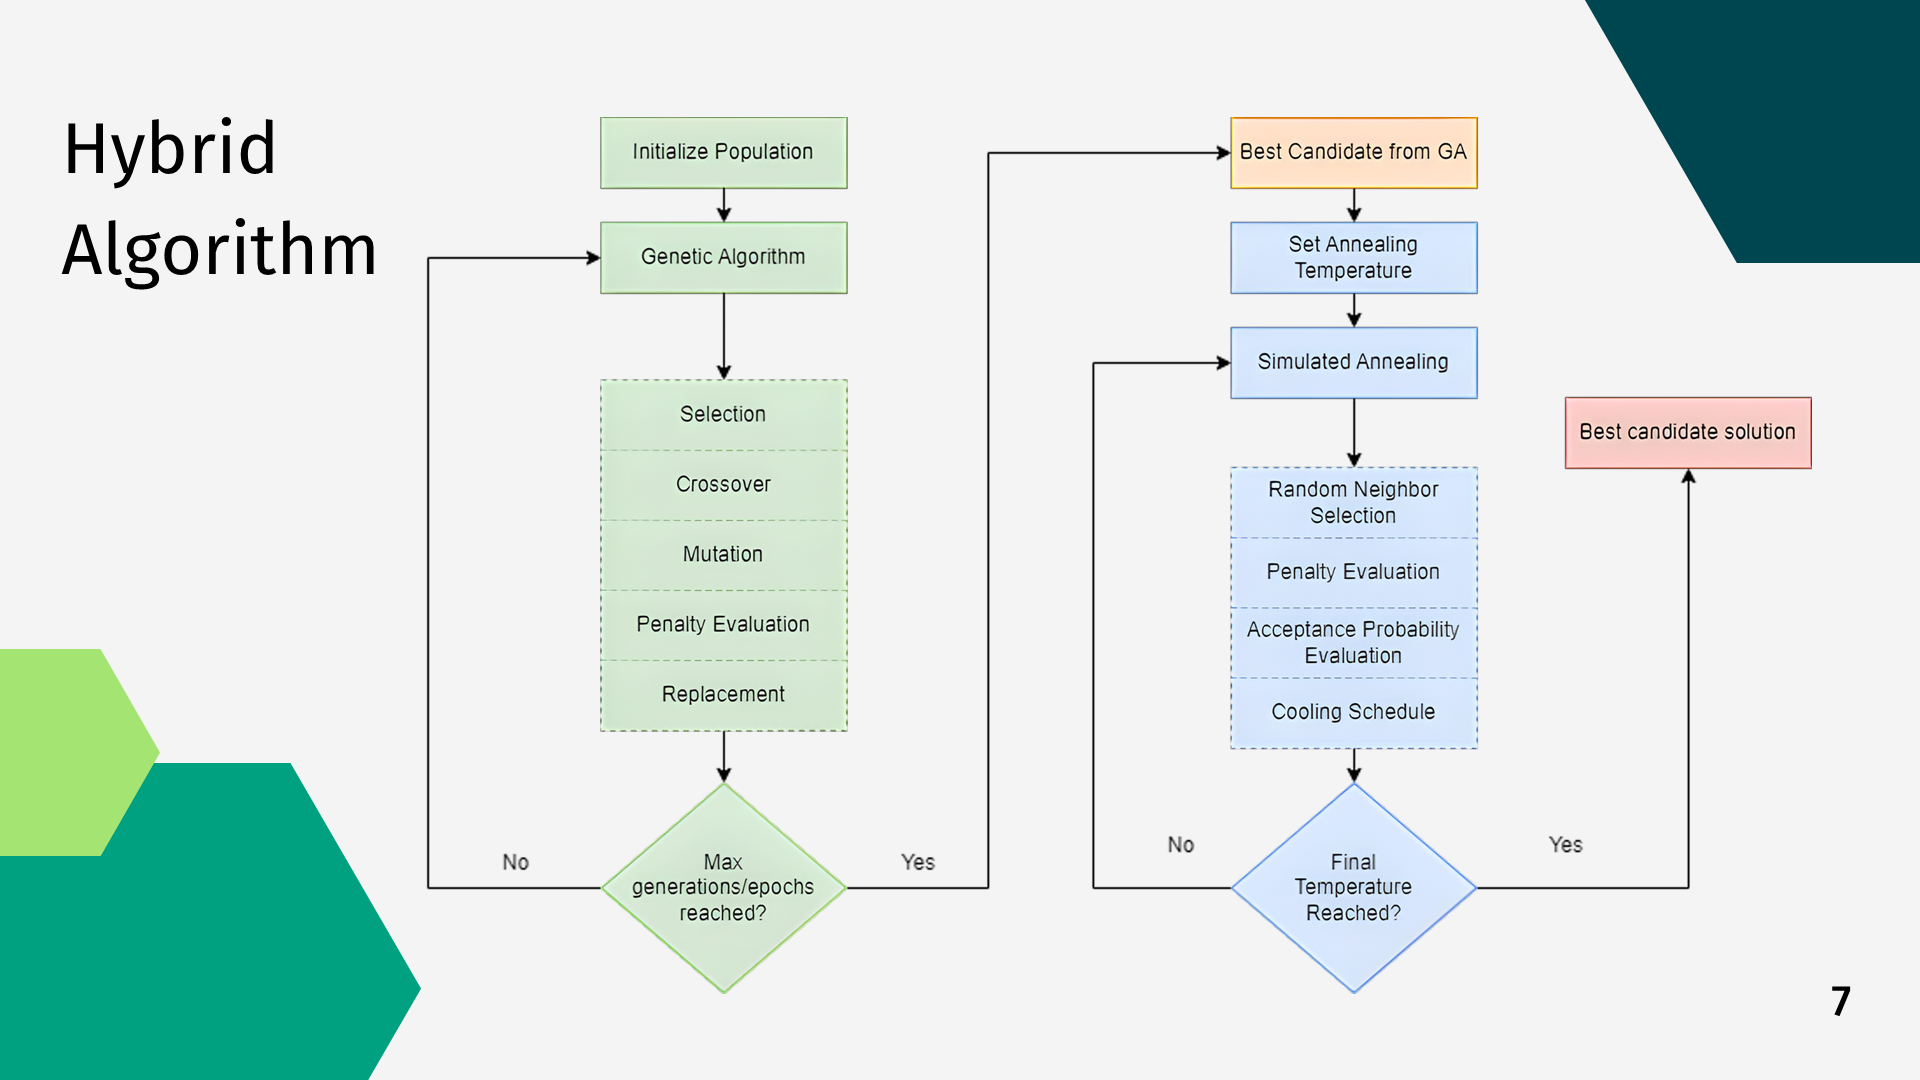 Hybrid
Algorithm
Initialize Population
Genetic Algorithm
Selection
Crossover
Mutation
Penalty Evaluation
Replacement
Max
generations/epochs
reached?
No
Yes
Best Candidate from GA
Set Annealing
Temperature
Simulated Annealing
Random Neighbor
Selection
Penalty Evaluation
Acceptance Probability
Evaluation
Cooling Schedule
Final
Temperature
Reached?
No
Yes
Best candidate solution
7